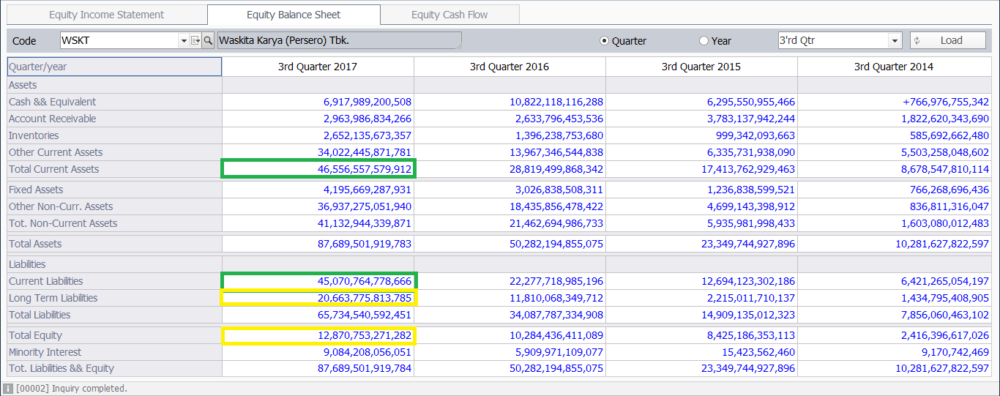 Equity Income Statement Equity Balance Sheet Equity Cash Flow
Code WSKT Waskita Karya (Persero) Tbk. Quarter Year 3'rd Qtr Load
Quarter/year 3rd Quarter 2017 3rd Quarter 2016 3rd Quarter 2015 3rd Quarter 2014
Assets
Cash && Equivalent 6,917,989,200,508 10,822,118,116,288 6,295,550,955,466 +766,976,755,342
Account Receivable 2,963,986,834,266 2,633,796,453,536 3,783,137,942,244 1,822,620,343,690
Inventories 2,652,135,673,357 1,396,238,753,680 999,342,093,663 585,692,662,480
Other Current Assets 34,022,445,871,781 13,967,346,544,838 6,335,731,938,090 5,503,258,048,602
Total Current Assets 46,556,557,579,912 28,819,499,868,342 17,413,762,929,463 8,678,547,810,114
Fixed Assets 4,195,669,287,931 3,026,838,508,311 1,236,838,599,521 766,268,696,436
Other Non-Curr. Assets 36,937,275,051,940 18,435,856,478,422 4,699,143,398,912 836,811,316,047
Tot. Non-Current Assets 41,132,944,339,871 21,462,694,986,733 5,935,981,998,433 1,603,080,012,483
Total Assets 87,689,501,919,783 50,282,194,855,075 23,349,744,927,896 10,281,627,822,597
Liabilities
Current Liabilities 45,070,764,778,666 22,277,718,985,196 12,694,123,302,186 6,421,265,054,197
Long Term Liabilities 20,663,775,813,785 11,810,068,349,712 2,215,011,710,137 1,434,795,408,905
Total Liabilities 65,734,540,592,451 34,087,787,334,908 14,909,135,012,323 7,856,060,463,102
Total Equity 12,870,753,271,282 10,284,436,411,089 8,425,186,353,113 2,416,396,617,026
Minority Interest 9,084,208,056,051 5,909,971,109,077 15,423,562,460 9,170,742,469
Tot. Liabilities && Equity 87,689,501,919,784 50,282,194,855,075 23,349,744,927,896 10,281,627,822,597
[00002] Inquiry completed.